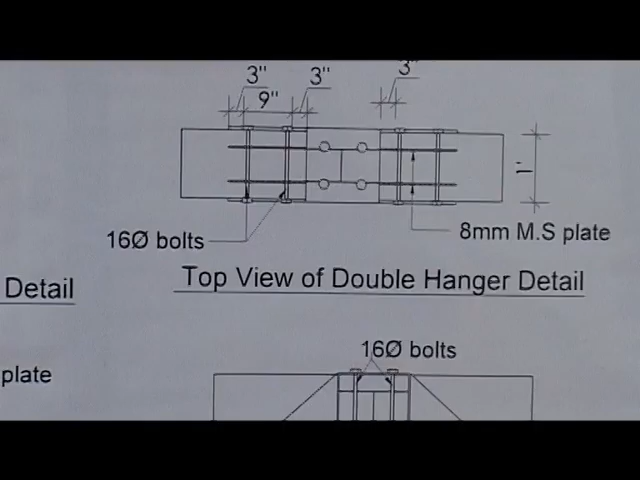 3"
3"
3"
9"
1'
16Ø bolts
8mm M.S plate
Top View of Double Hanger Detail
Detail
16Ø bolts
plate